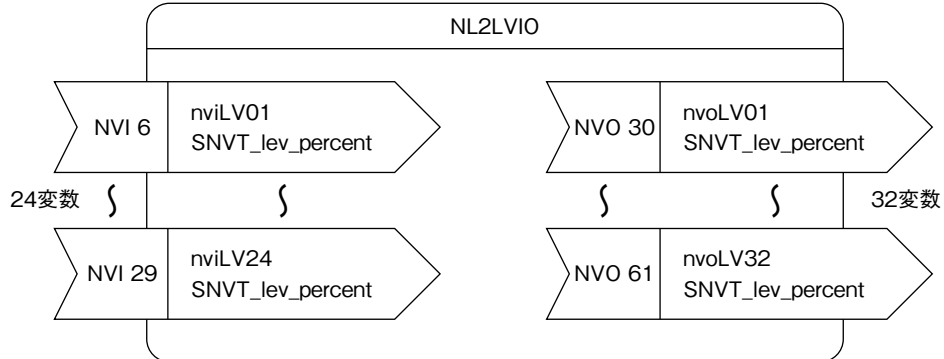 NL2LVIO
NVI 6
nviLV01
SNVT_lev_percent
NVO 30
nvoLV01
SNVT_lev_percent
24変数
32変数
NVI 29
nviLV24
SNVT_lev_percent
NVO 61
nvoLV32
SNVT_lev_percent